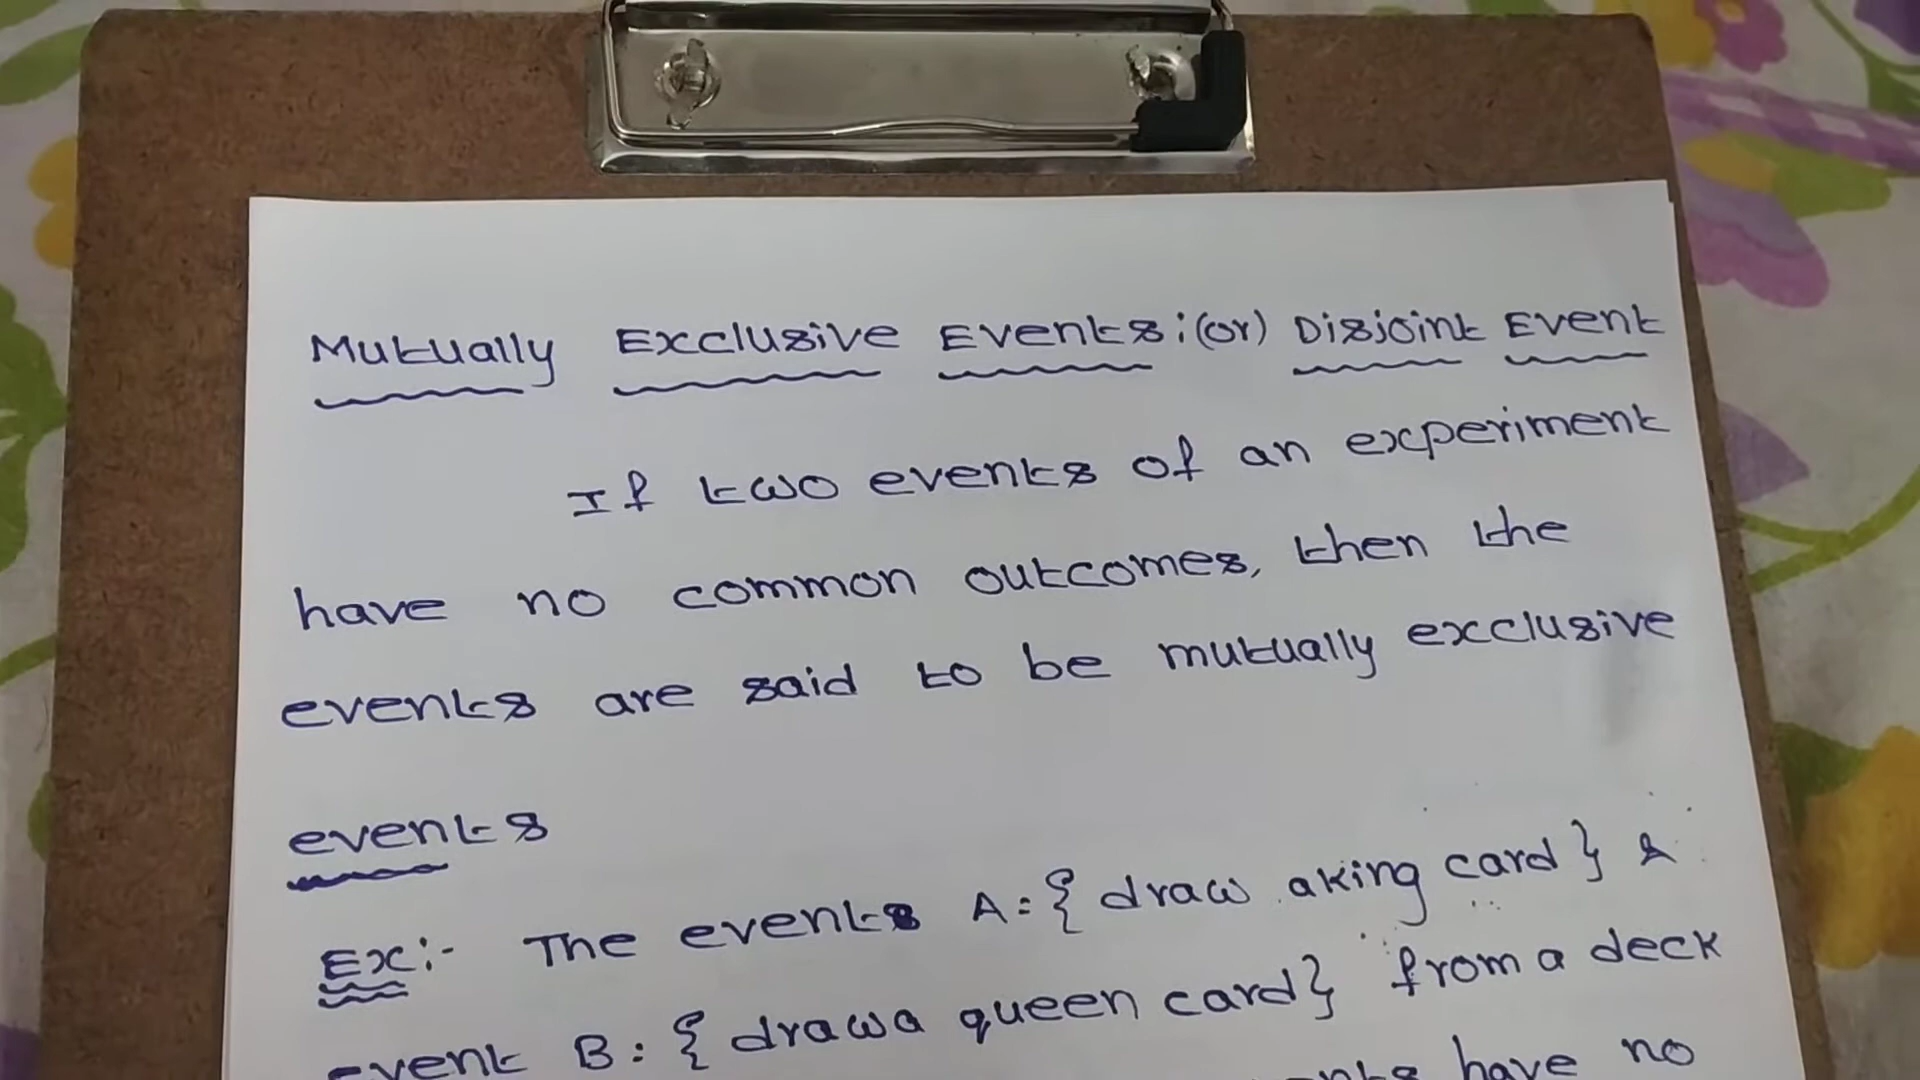 Mutually Exclusive Events: (or) Disjoint Event
If two events of an experiment
have no common outcomes, then the
events are said to be mutually exclusive
events
Ex:- The events A={draw aking card} &
event B={drawa queen card} from a deck
have no